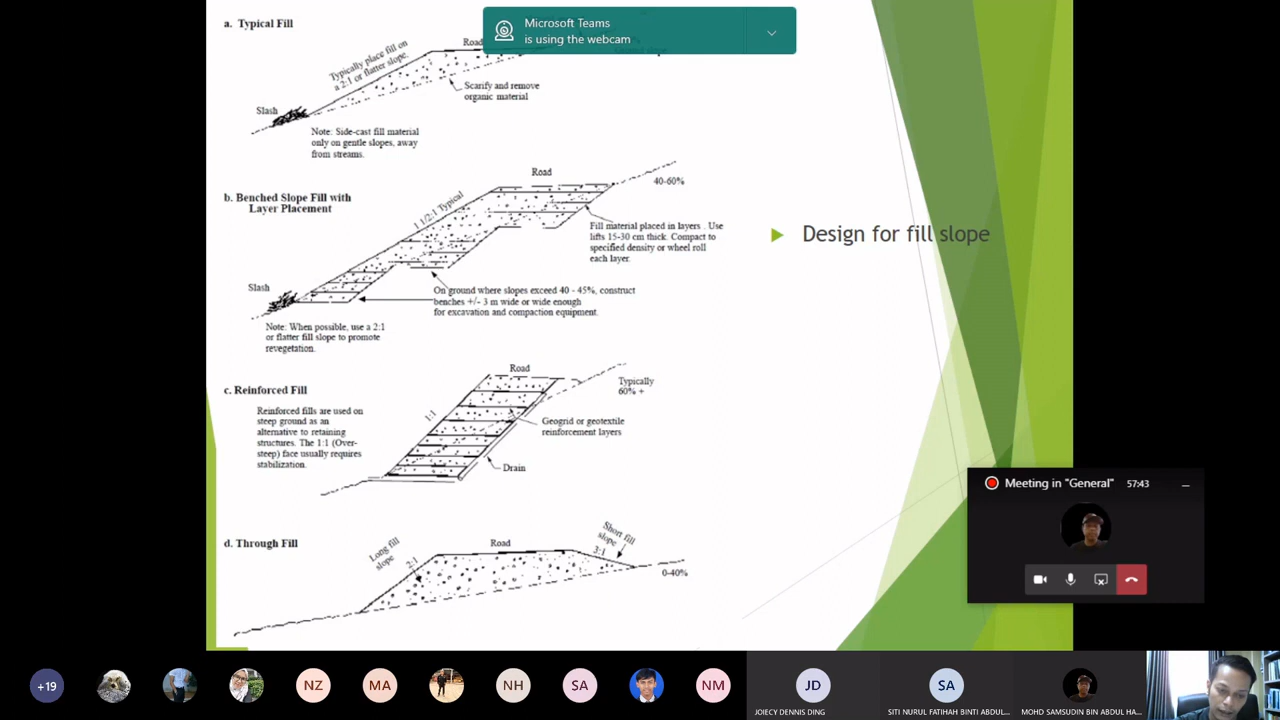 a. Typical Fill
Microsoft Teams
is using the webcam
Road
Typically place fill on
a 2:1 or flatter slope.
Scarify and remove
organic material
Slash
Note: Side-cast fill material
only on gentle slopes, away
from streams.
Road
40-60%
b. Benched Slope Fill with
Layer Placement
1 1/2:1 Typical
Fill material placed in layers . Use
lifts 15-30 cm thick. Compact to
specified density or wheel roll
each layer.
Design for fill slope
Slash
On ground where slopes exceed 40 - 45%, construct
benches +/- 3 m wide or wide enough
for excavation and compaction equipment.
Note: When possible, use a 2:1
or flatter fill slope to promote
revegetation.
Road
Typically
60% +
c. Reinforced Fill
Reinforced fills are used on
steep ground as an
alternative to retaining
structures. The 1:1 (Over-
steep) face usually requires
stabilization.
1:1
Geogrid or geotextile
reinforcement layers
Drain
Meeting in "General"
57:43
d. Through Fill
Long fill
slope
2:1
Road
Short fill
slope
3:1
0-40%
+19
NZ
MA
NH
SA
NM
JD
SA
JOIECY DENNIS DING
SITI NURUL FATIHAH BINTI ABDUL...
MOHD SAMSUDIN BIN ABDUL HA...